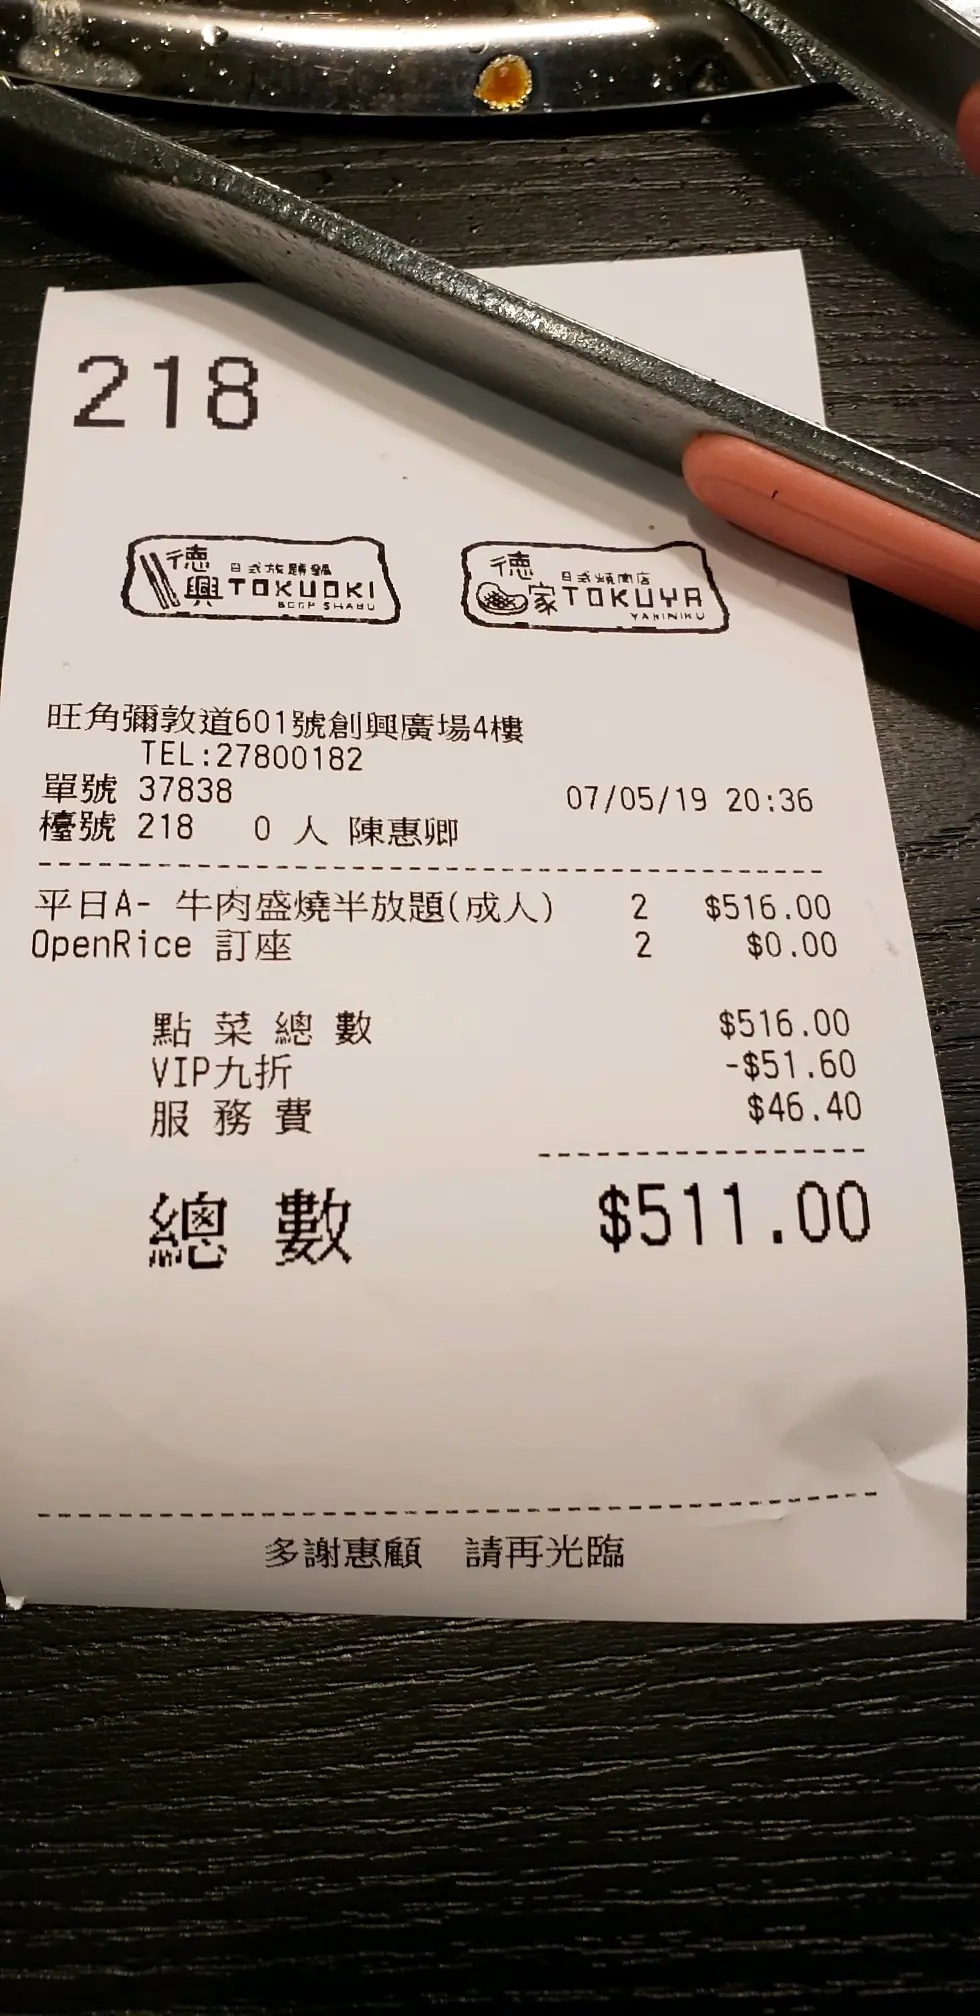 218
德興 日式放題鍋 TOKUOKI BEEF SHABU
德家 日式燒肉店 TOKUYA YAKINIKU
旺角彌敦道601號創興廣場4樓
TEL:27800182
單號 37838 07/05/19 20:36
檯號 218 0 人 陳惠卿
平日A- 牛肉盛燒半放題(成人) 2 $516.00
OpenRice 訂座 2 $0.00
點菜總數 $516.00
VIP九折 -$51.60
服務費 $46.40
總數 $511.00
多謝惠顧 請再光臨